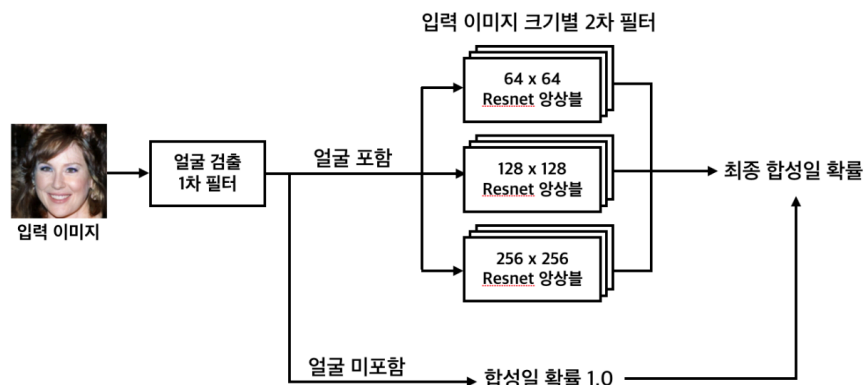 입력 이미지 크기별 2차 필터
64 x 64
Resnet 앙상블
얼굴 검출
1차 필터
얼굴 포함
128 x 128
Resnet 앙상블
최종 합성일 확률
입력 이미지
256 x 256
Resnet 앙상블
얼굴 미포함
합성일 확률 1.0